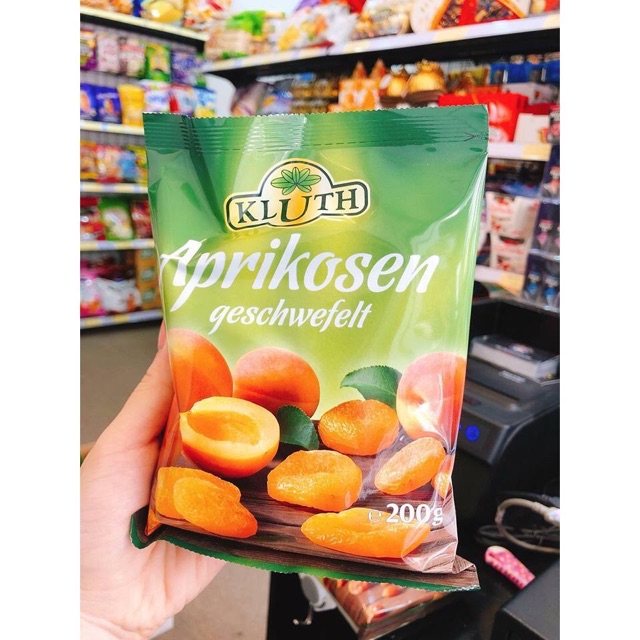 KLUTH
Aprikosen
geschwefelt
℮ 200g